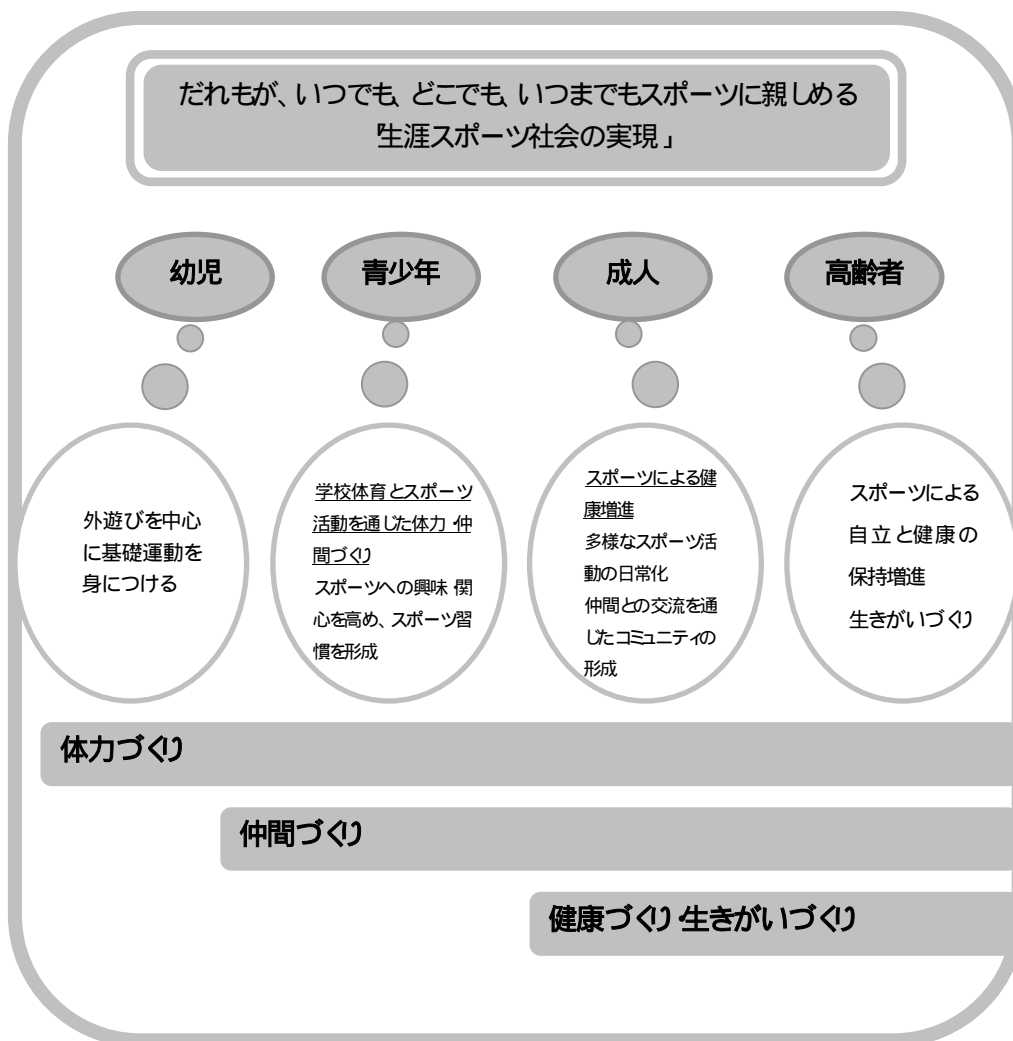 だれもが、いつでも、どこでも、いつまでもスポーツに親しめる
「生涯スポーツ社会の実現」
幼児
青少年
成人
高齢者
外遊びを中心
に基礎運動を
身につける
学校体育とスポーツ
活動を通じた体力・仲
間づくり
スポーツへの興味・関
心を高め、スポーツ習
慣を形成
スポーツによる健
康増進
多様なスポーツ活
動の日常化
仲間との交流を通
じたコミュニティの
形成
スポーツによる
自立と健康の
保持増進
生きがいづくり
体力づくり
仲間づくり
健康づくり・生きがいづくり